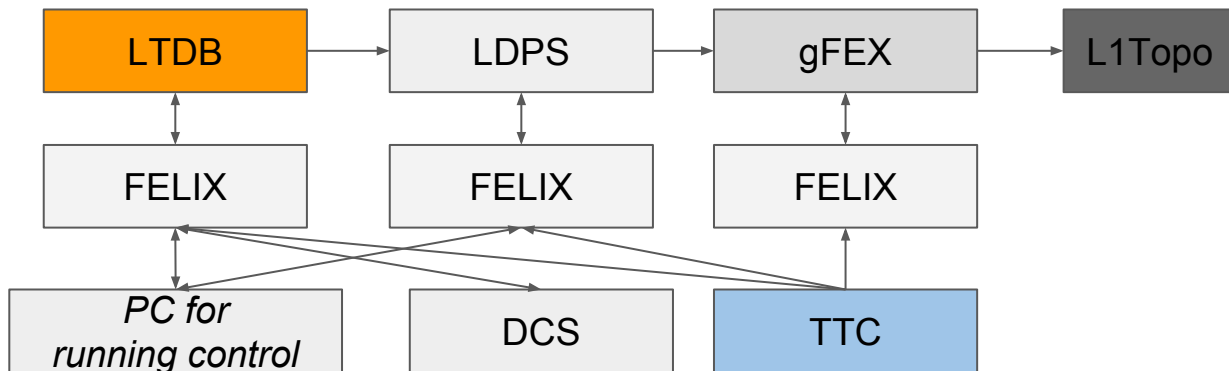 LTDB
LDPS
gFEX
L1Topo
FELIX
FELIX
FELIX
PC for
running control
DCS
TTC